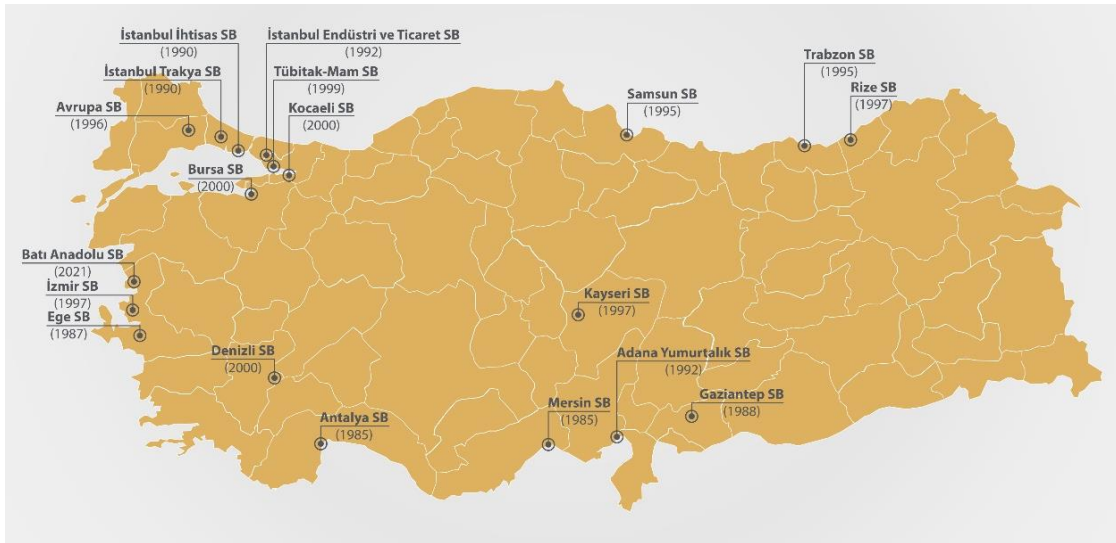 İstanbul İhtisas SB
(1990)
İstanbul Endüstri ve Ticaret SB
(1992)
İstanbul Trakya SB
(1990)
Tübitak-Mam SB
(1999)
Avrupa SB
(1996)
Kocaeli SB
(2000)
Bursa SB
(2000)
Samsun SB
(1995)
Trabzon SB
(1995)
Rize SB
(1997)
Batı Anadolu SB
(2021)
İzmir SB
(1997)
Ege SB
(1987)
Kayseri SB
(1997)
Denizli SB
(2000)
Adana Yumurtalık SB
(1992)
Gaziantep SB
(1988)
Mersin SB
(1985)
Antalya SB
(1985)